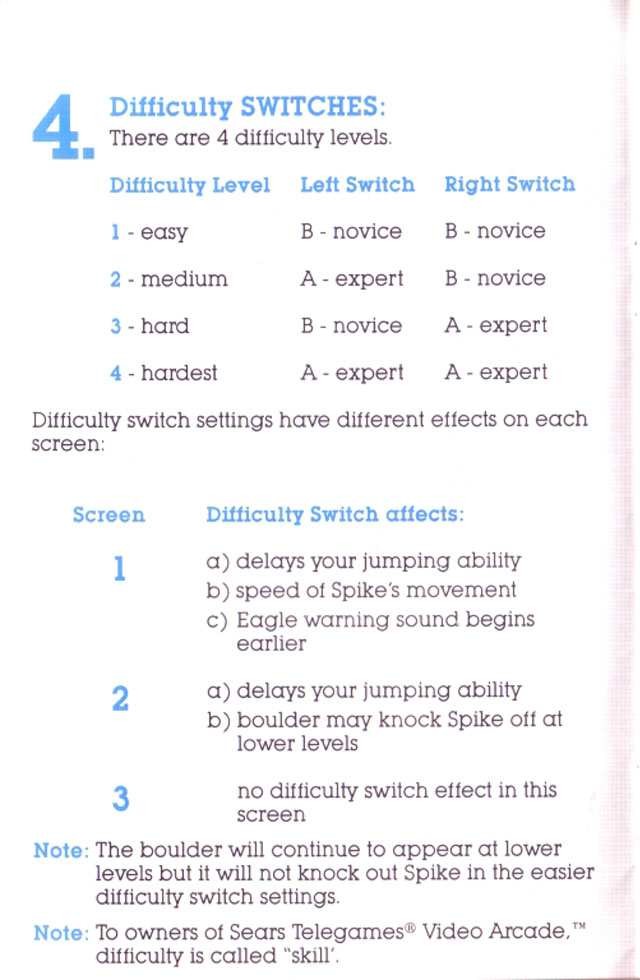 4.
Difficulty SWITCHES:
There are 4 difficulty levels.
Difficulty Level Left Switch Right Switch
1 - easy B - novice B - novice
2 - medium A - expert B - novice
3 - hard B - novice A - expert
4 - hardest A - expert A - expert
Difficulty switch settings have different effects on each
screen:
Screen Difficulty Switch affects:
1 a) delays your jumping ability
b) speed of Spike's movement
c) Eagle warning sound begins
earlier
2 a) delays your jumping ability
b) boulder may knock Spike off at
lower levels
3 no difficulty switch effect in this
screen
Note: The boulder will continue to appear at lower
levels but it will not knock out Spike in the easier
difficulty switch settings.
Note: To owners of Sears Telegames® Video Arcade,™
difficulty is called "skill'.